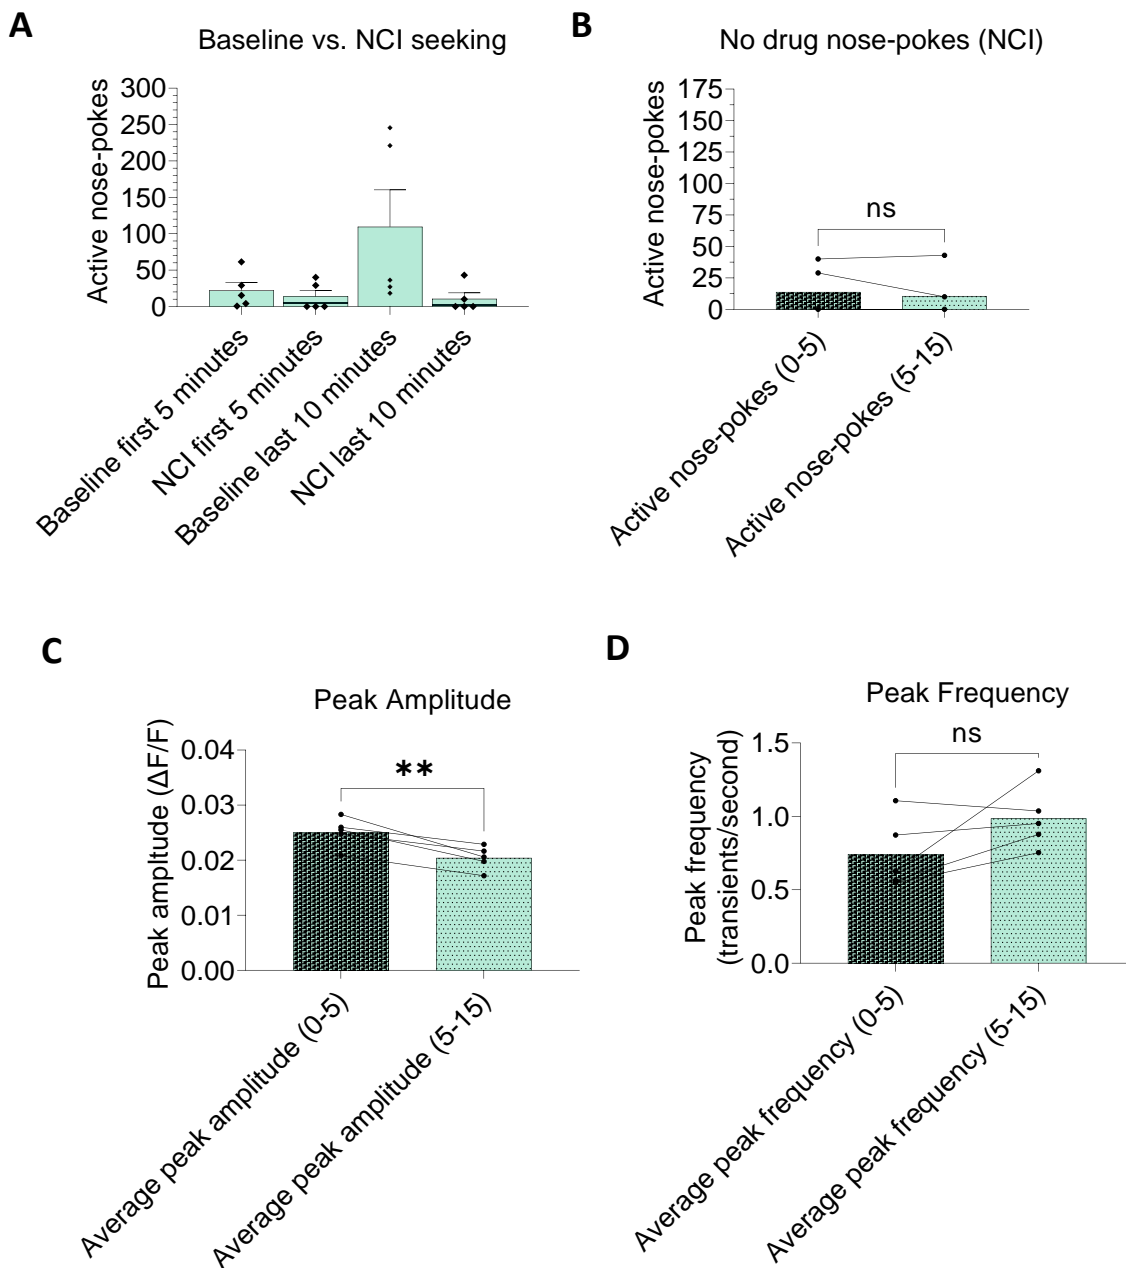 A
Baseline vs. NCI seeking
Active nose-pokes
300
250
200
150
100
50
0
Baseline first 5 minutes
NCI first 5 minutes
Baseline last 10 minutes
NCI last 10 minutes
B
No drug nose-pokes (NCI)
Active nose-pokes
175
150
125
100
75
50
25
0
ns
Active nose-pokes (0-5)
Active nose-pokes (5-15)
C
Peak Amplitude
Peak amplitude (ΔF/F)
0.04
0.03
0.02
0.01
0.00
**
Average peak amplitude (0-5)
Average peak amplitude (5-15)
D
Peak Frequency
Peak frequency
(transients/second)
1.5
1.0
0.5
0.0
ns
Average peak frequency (0-5)
Average peak frequency (5-15)